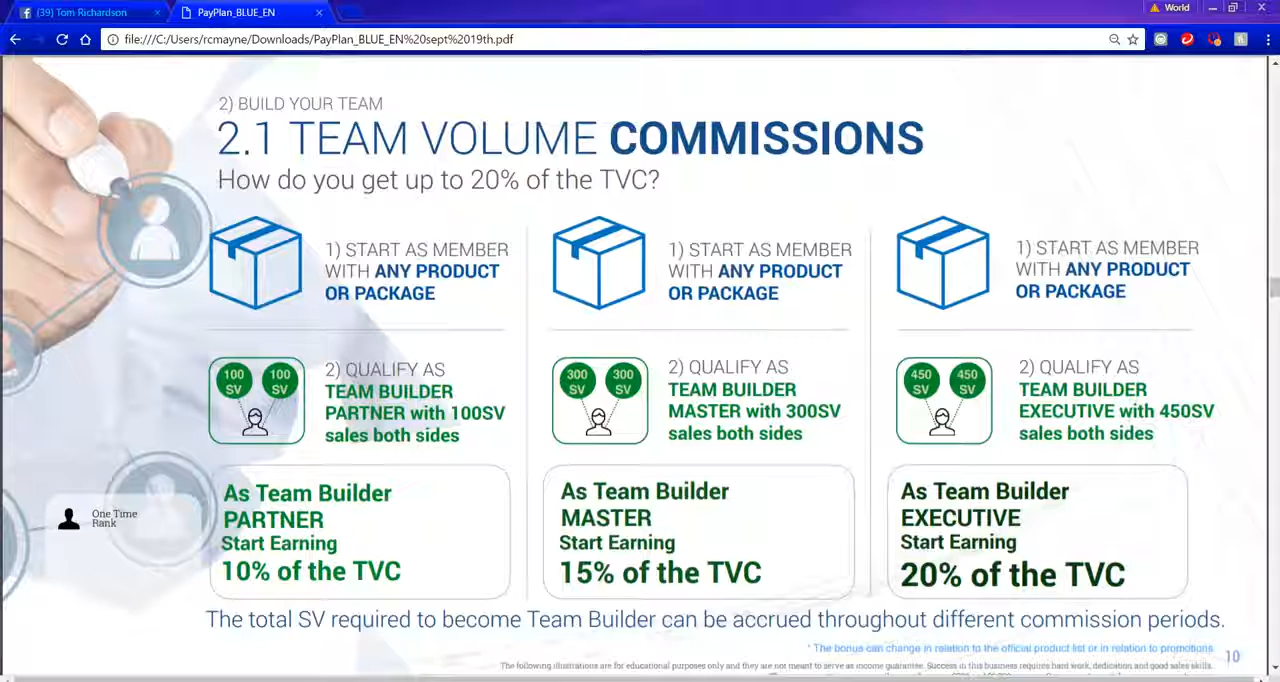 (39) Tom Richardson
PayPlan_BLUE_EN
World
file:///C:/Users/rcmayne/Downloads/PayPlan_BLUE_EN%20sept%2019th.pdf
2) BUILD YOUR TEAM
2.1 TEAM VOLUME COMMISSIONS
How do you get up to 20% of the TVC?
1) START AS MEMBER
WITH ANY PRODUCT
OR PACKAGE
100 SV
100 SV
2) QUALIFY AS
TEAM BUILDER
PARTNER with 100SV
sales both sides
As Team Builder
PARTNER
Start Earning
10% of the TVC
1) START AS MEMBER
WITH ANY PRODUCT
OR PACKAGE
300 SV
300 SV
2) QUALIFY AS
TEAM BUILDER
MASTER with 300SV
sales both sides
As Team Builder
MASTER
Start Earning
15% of the TVC
1) START AS MEMBER
WITH ANY PRODUCT
OR PACKAGE
450 SV
450 SV
2) QUALIFY AS
TEAM BUILDER
EXECUTIVE with 450SV
sales both sides
As Team Builder
EXECUTIVE
Start Earning
20% of the TVC
One Time
Rank
The total SV required to become Team Builder can be accrued throughout different commission periods.
* The bonus can change in relation to the official product list or in relation to promotions.
10
The following illustrations are for educational purposes only and they are not meant to serve as income guarantee. Success in this business requires hard work, dedication and good sales skills.